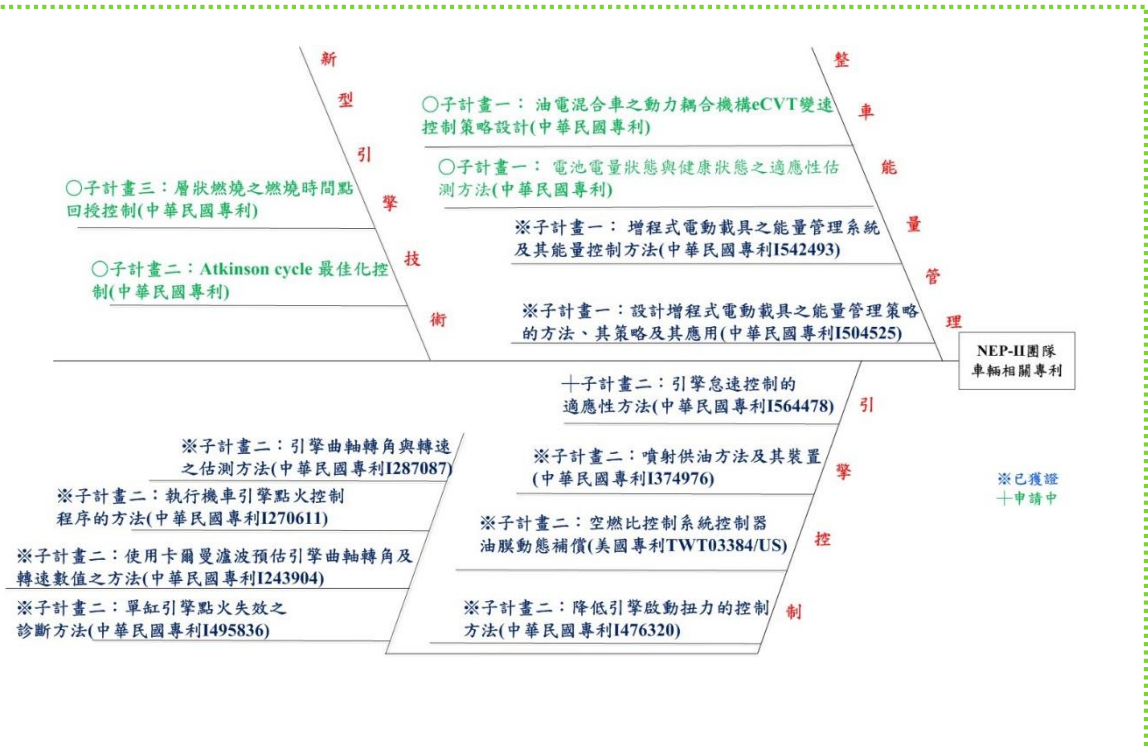 新型引擎技術
〇子計畫三：層狀燃燒之燃燒時間點
回授控制(中華民國專利)
〇子計畫二：Atkinson cycle 最佳化控
制(中華民國專利)
整車能量管理
〇子計畫一： 油電混合車之動力耦合機構eCVT變速
控制策略設計(中華民國專利)
〇子計畫一： 電池電量狀態與健康狀態之適應性估
測方法(中華民國專利)
※子計畫一： 增程式電動載具之能量管理系統
及其能量控制方法(中華民國專利I542493)
※子計畫一：設計增程式電動載具之能量管理策略
的方法、其策略及其應用(中華民國專利I504525)
NEP-II團隊
車輛相關專利
引擎控制
十子計畫二：引擎怠速控制的
適應性方法(中華民國專利I564478)
※子計畫二：噴射供油方法及其裝置
(中華民國專利I374976)
※子計畫二：空燃比控制系統控制器
油膜動態補償(美國專利TWT03384/US)
※子計畫二：降低引擎啟動扭力的控制
方法(中華民國專利I476320)
※子計畫二：引擎曲軸轉角與轉速
之估測方法(中華民國專利I287087)
※子計畫二：執行機車引擎點火控制
程序的方法(中華民國專利I270611)
※子計畫二：使用卡爾曼濾波預估引擎曲軸轉角及
轉速數值之方法(中華民國專利I243904)
※子計畫二：單缸引擎點火失效之
診斷方法(中華民國專利I495836)
※已獲證
十申請中